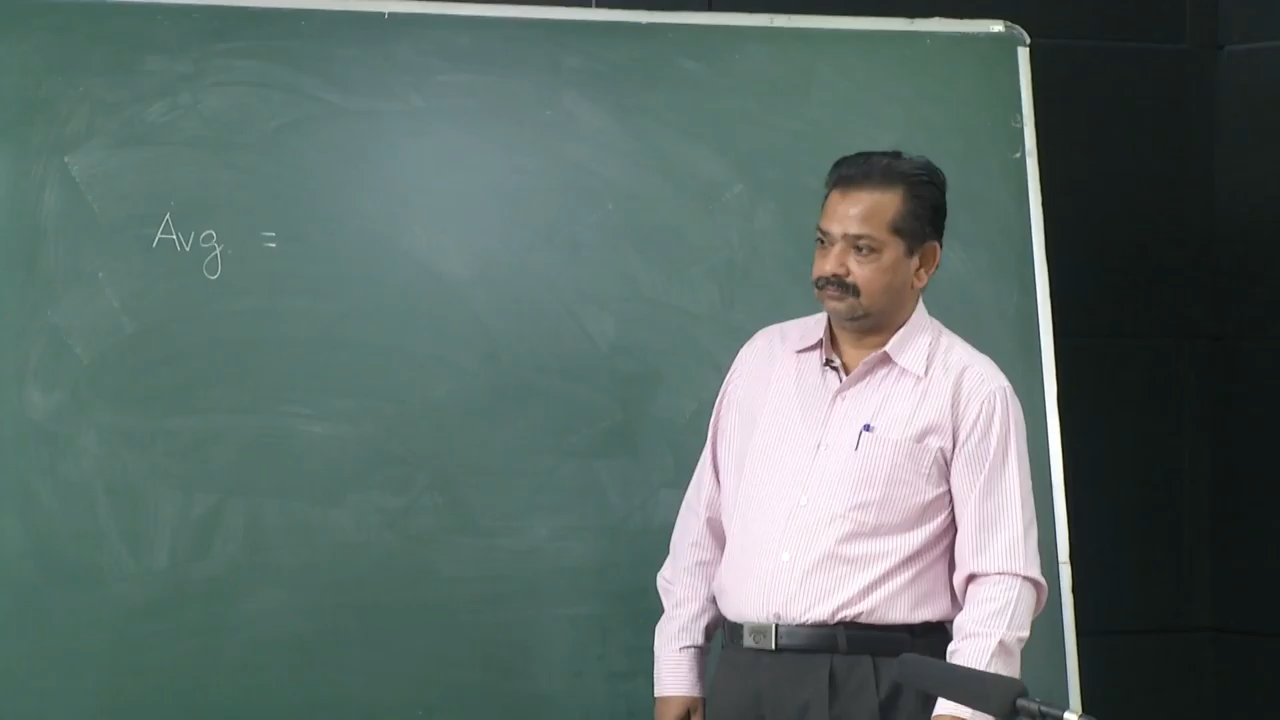 Avg. =